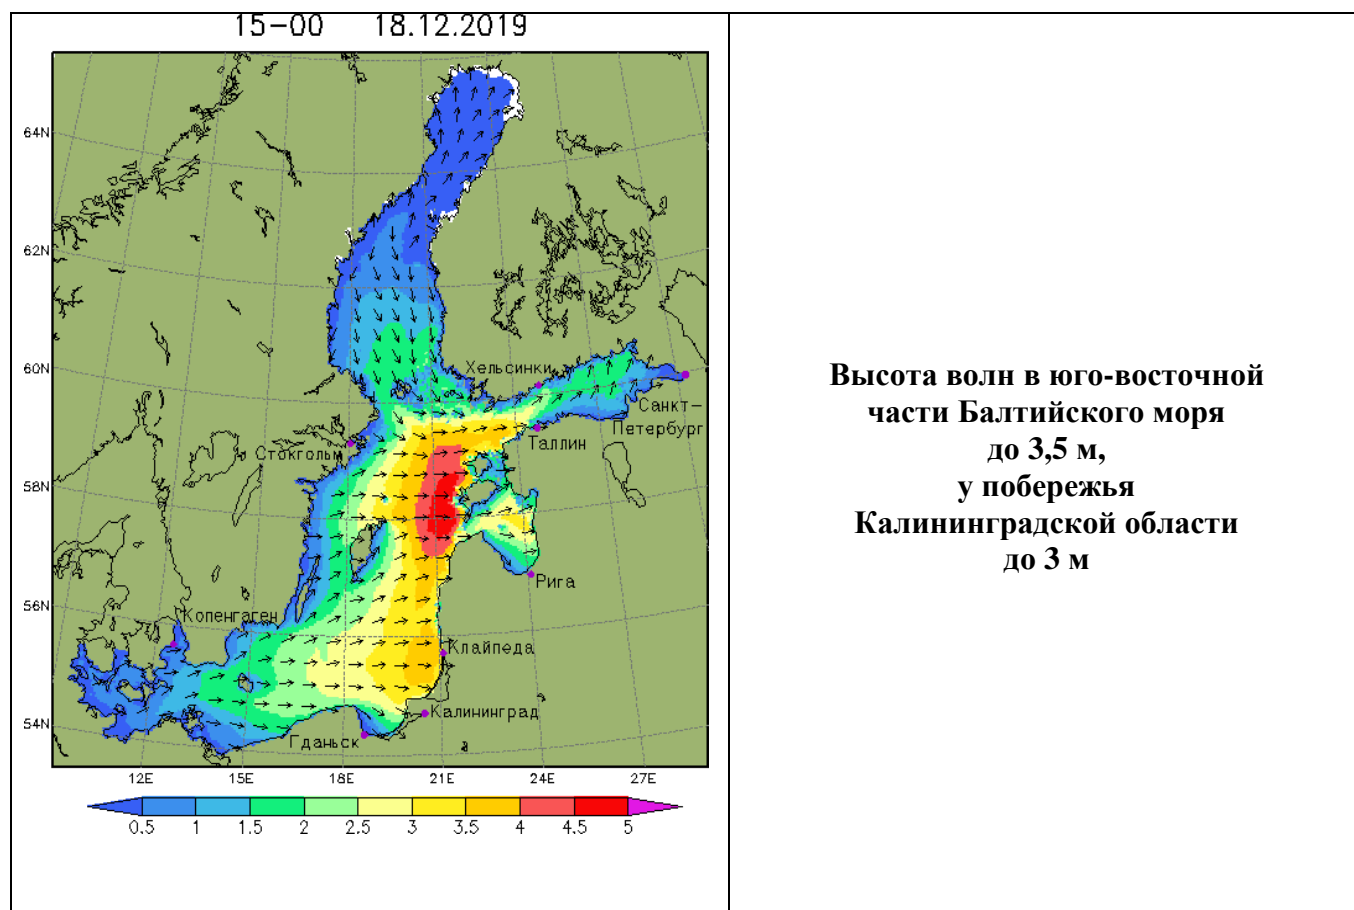 15-00 18.12.2019
64N
62N
60N
58N
56N
54N
Хельсинки
Санкт-
Петербург
Таллин
Стокгольм
Рига
Копенгаген
Клайпеда
Калининград
Гданьск
12E 15E 18E 21E 24E 27E
0.5 1 1.5 2 2.5 3 3.5 4 4.5 5
Высота волн в юго-восточной
части Балтийского моря
до 3,5 м,
у побережья
Калининградской области
до 3 м